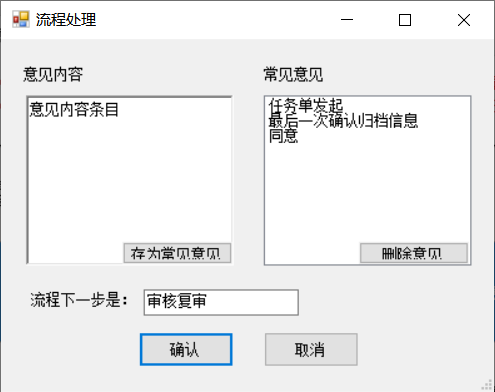 流程处理
意见内容
常见意见
意见内容条目
任务单发起
最后一次确认归档信息
同意
存为常见意见
删除意见
流程下一步是：
审核复审
确认
取消